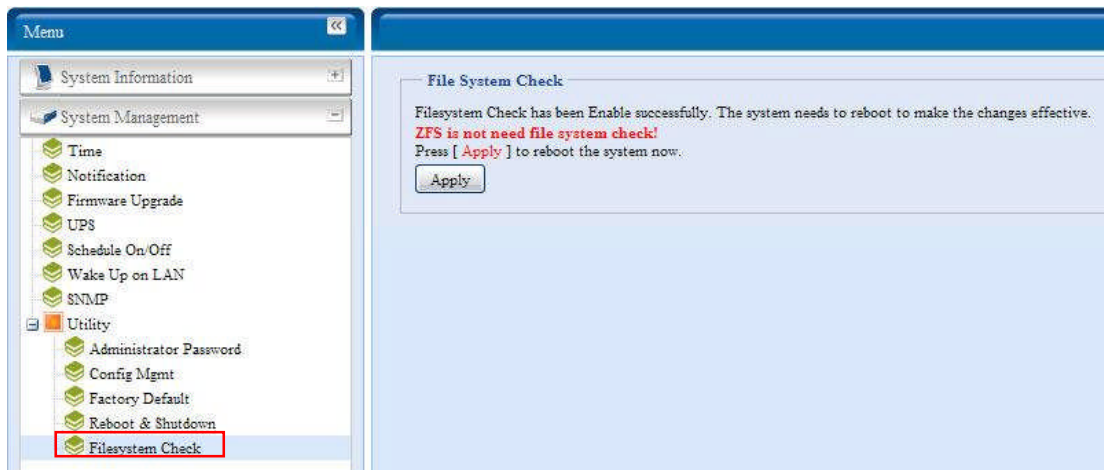 Menu
System Information
System Management
Time
Notification
Firmware Upgrade
UPS
Schedule On/Off
Wake Up on LAN
SNMP
Utility
Administrator Password
Config Mgmt
Factory Default
Reboot & Shutdown
Filesystem Check
File System Check
Filesystem Check has been Enable successfully. The system needs to reboot to make the changes effective.
ZFS is not need file system check!
Press [ Apply ] to reboot the system now.
Apply